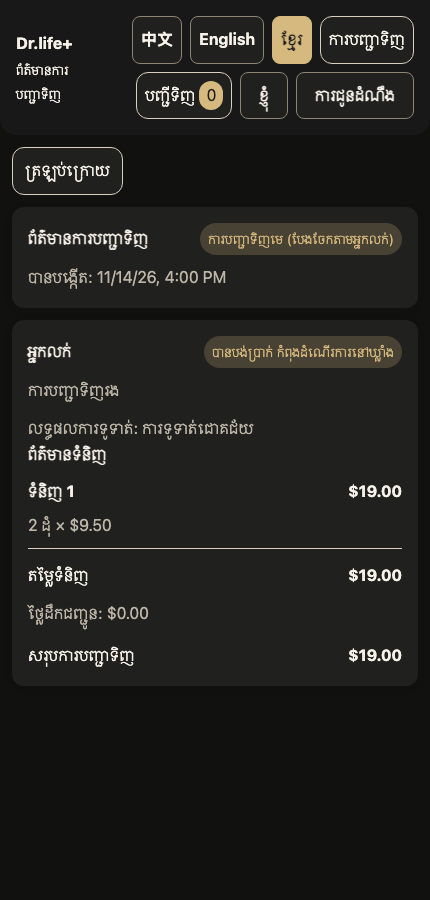 Dr.life+
ព័ត៌មានការ
បញ្ជាទិញ
中文
English
ខ្មែរ
ការបញ្ជាទិញ
បញ្ជីទិញ 0
ខ្ញុំ
ការជូនដំណឹង
ត្រឡប់ក្រោយ
ព័ត៌មានការបញ្ជាទិញ
ការបញ្ជាទិញមេ (បែងចែកតាមអ្នកលក់)
បានបង្កើត: 11/14/26, 4:00 PM
អ្នកលក់
បានបង់ប្រាក់ កំពុងដំណើរការនៅឃ្លាំង
ការបញ្ជាទិញរង
លទ្ធផលការទូទាត់: ការទូទាត់ជោគជ័យ
ព័ត៌មានទំនិញ
ទំនិញ 1 $19.00
2 ដុំ × $9.50
តម្លៃទំនិញ $19.00
ថ្លៃដឹកជញ្ជូន: $0.00
សរុបការបញ្ជាទិញ $19.00